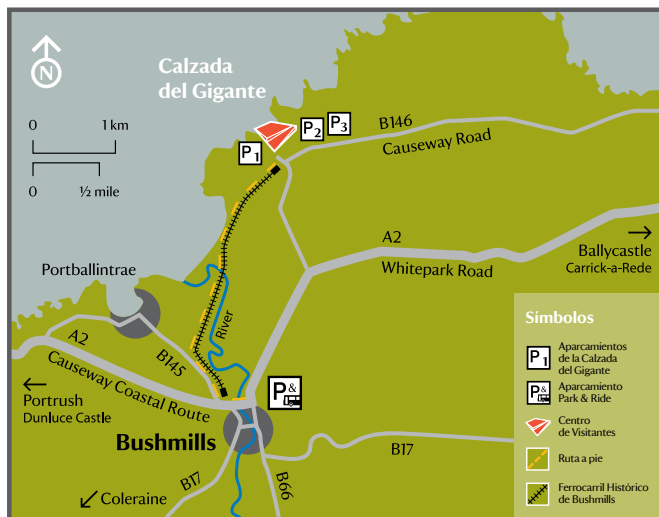 N
Calzada
del Gigante
0 1 km
0 ½ mile
P1
P2
P3
B146
Causeway Road
A2
Whitepark Road
Ballycastle
Carrick-a-Rede
Portballintrae
River
A2
B145
Causeway Coastal Route
Portrush
Dunluce Castle
P&
Bushmills
B17
B17
B66
Coleraine
Símbolos
P1
Aparcamientos
de la Calzada
del Gigante
P&
Aparcamiento
Park & Ride
Centro
de Visitantes
Ruta a pie
Ferrocarril Histórico
de Bushmills